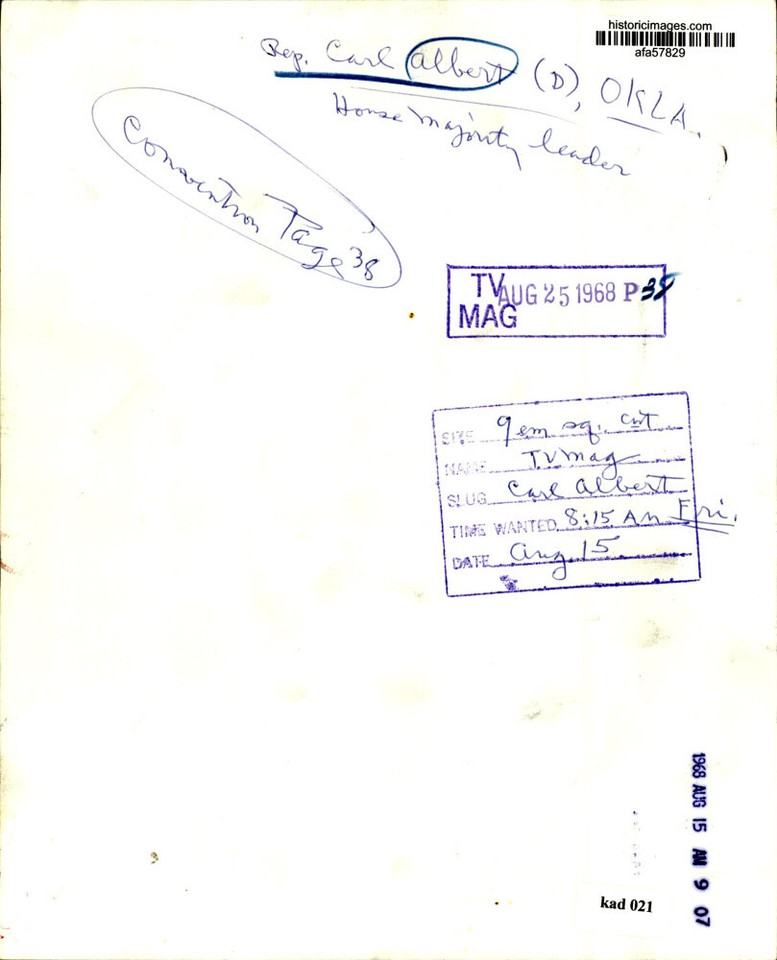 historicimages.com
afa57829
Rep. Carl Albert (D), OKLA.
House majority leader
Convention Page 38
TV MAG
AUG 25 1968 P 38
SIZE 9 em sq. cut
NAME TV mag
SLUG Carl Albert
TIME WANTED 8:15 AM Fri.
DATE Aug 15
1968 AUG 15 AM 9 07
kad 021